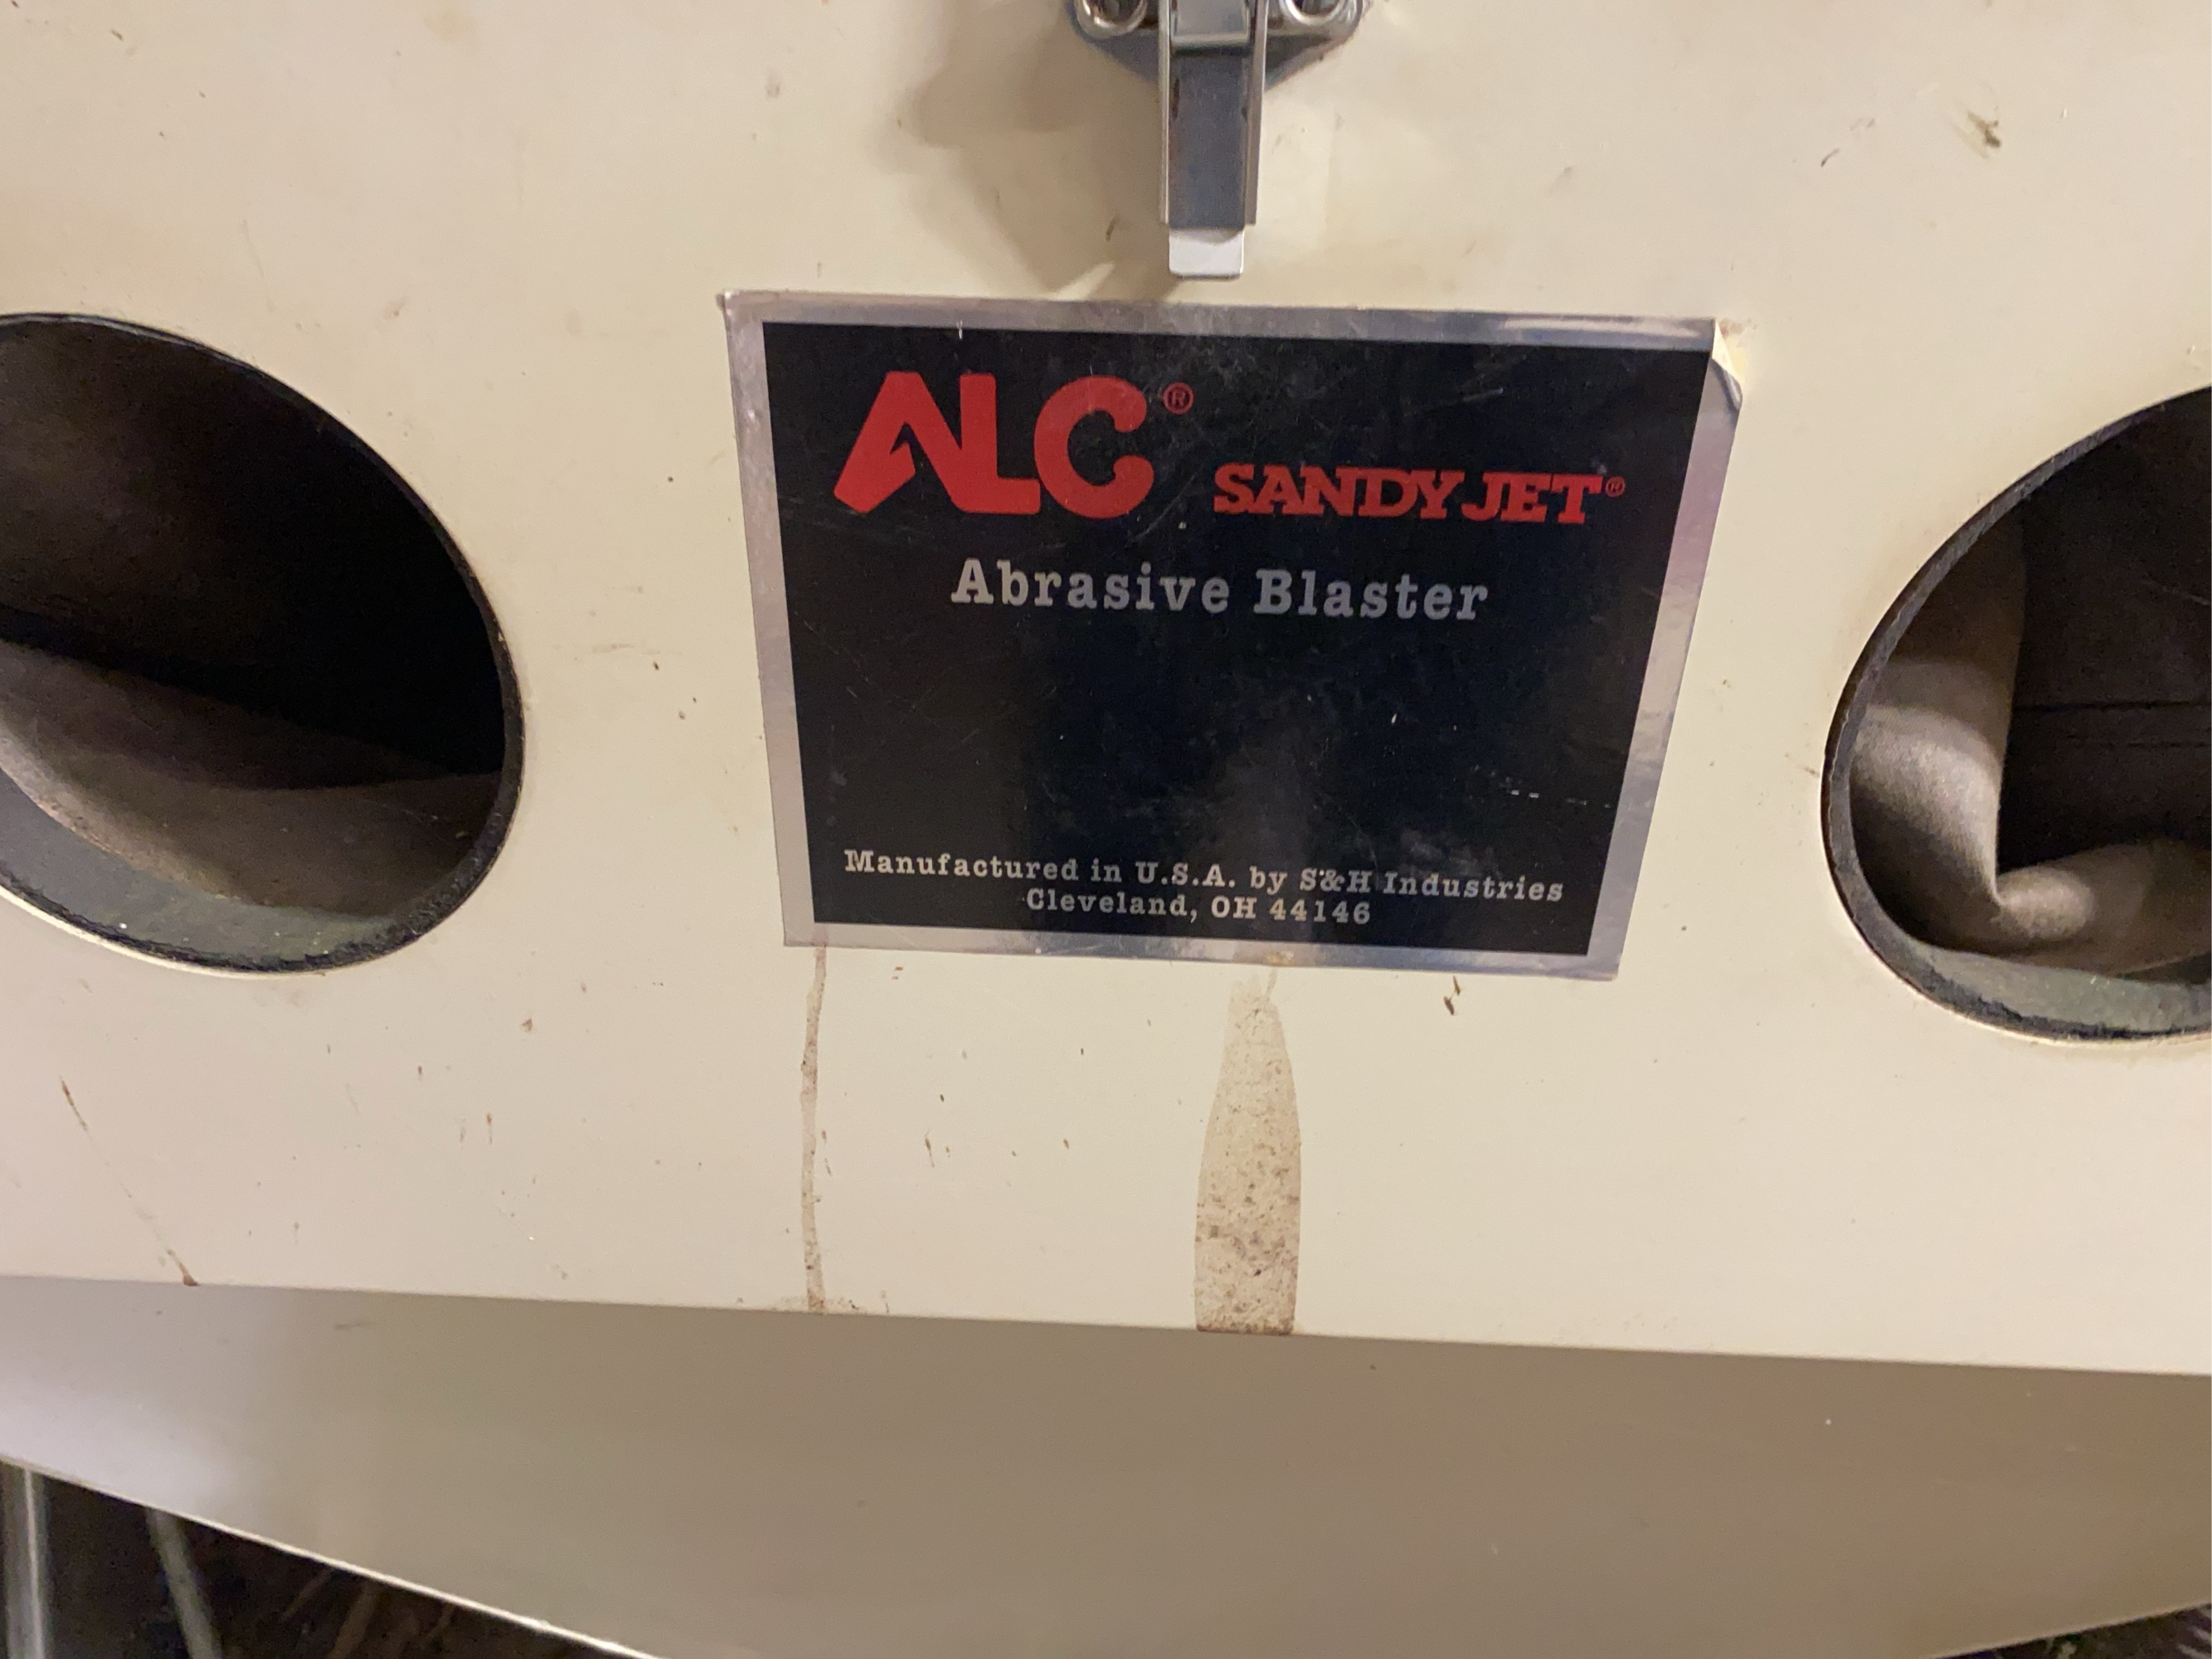 ALC®
SANDY JET®
Abrasive Blaster
Manufactured in U.S.A. by S&H Industries
Cleveland, OH 44146